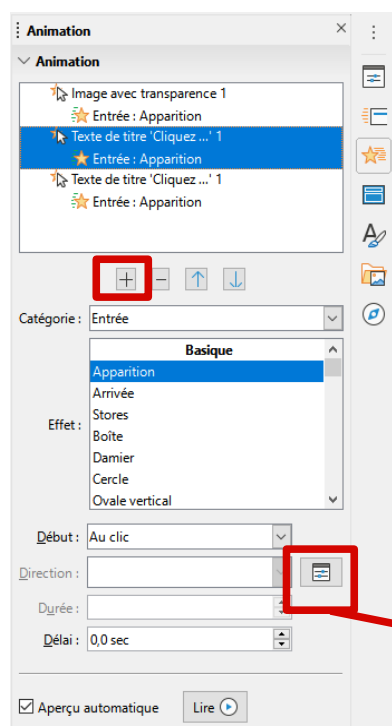 Animation
Animation
Image avec transparence 1
Entrée : Apparition
Texte de titre 'Cliquez ...' 1
Entrée : Apparition
Texte de titre 'Cliquez ...' 1
Entrée : Apparition
Catégorie : Entrée
Basique
Apparition
Arrivée
Effet : Stores
Boîte
Damier
Cercle
Ovale vertical
Début : Au clic
Direction :
Durée :
Délai : 0,0 sec
Aperçu automatique Lire